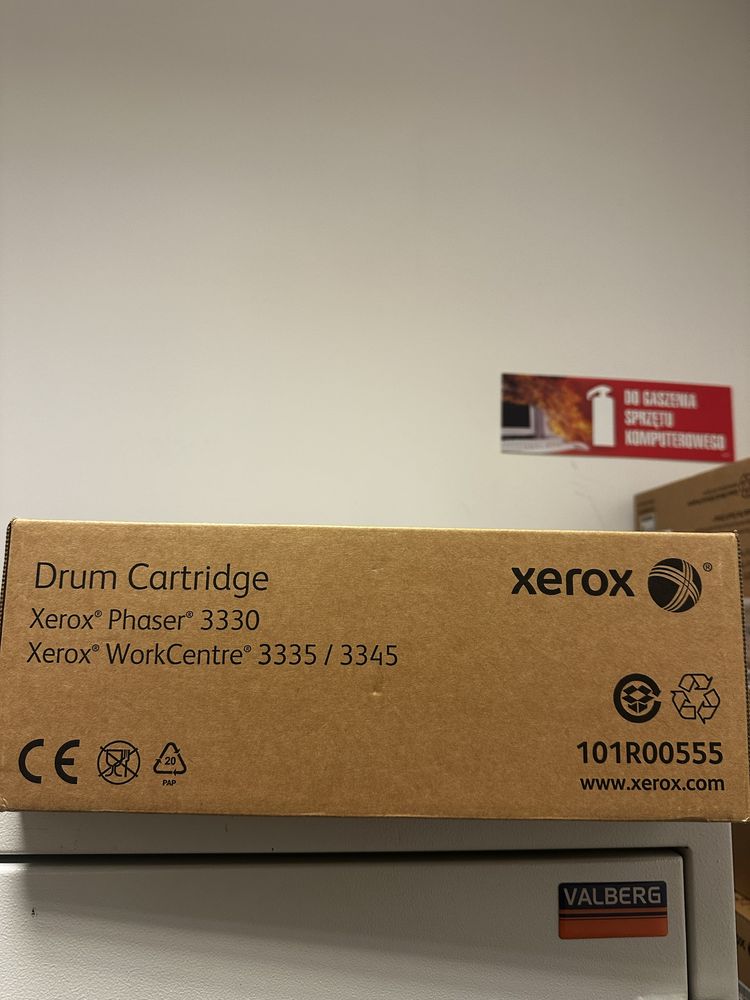 DO GASZENIA
SPRZĘTU
KOMPUTEROWEGO
Drum Cartridge
Xerox® Phaser® 3330
Xerox® WorkCentre® 3335 / 3345
xerox ®
20
PAP
101R00555
www.xerox.com
CE
VALBERG